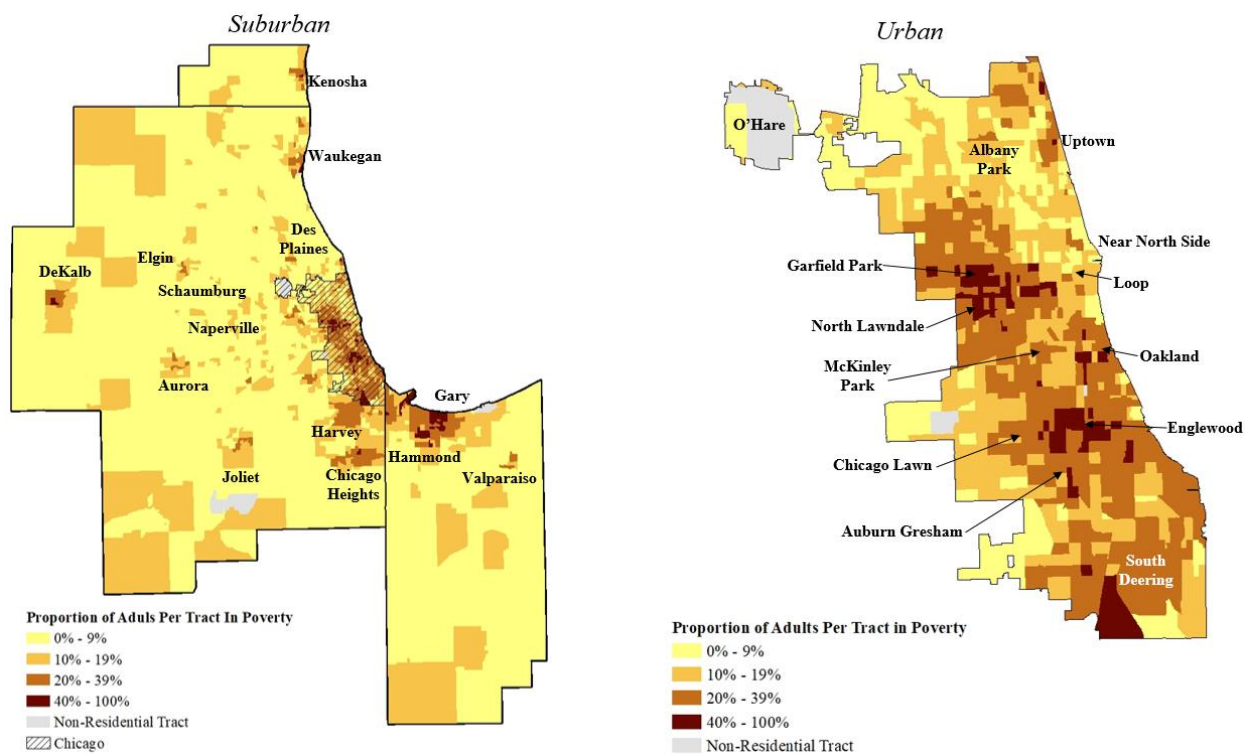 Suburban
Kenosha
Waukegan
Des
Plaines
Elgin
DeKalb
Schaumburg
Naperville
Aurora
Gary
Harvey
Hammond
Joliet
Chicago
Heights
Valparaiso
Proportion of Aduls Per Tract In Poverty
0% - 9%
10% - 19%
20% - 39%
40% - 100%
Non-Residential Tract
Chicago
Urban
O'Hare
Albany
Park
Uptown
Near North Side
Garfield Park
Loop
North Lawndale
McKinley
Park
Oakland
Englewood
Chicago Lawn
Auburn Gresham
South
Deering
Proportion of Adults Per Tract in Poverty
0% - 9%
10% - 19%
20% - 39%
40% - 100%
Non-Residential Tract